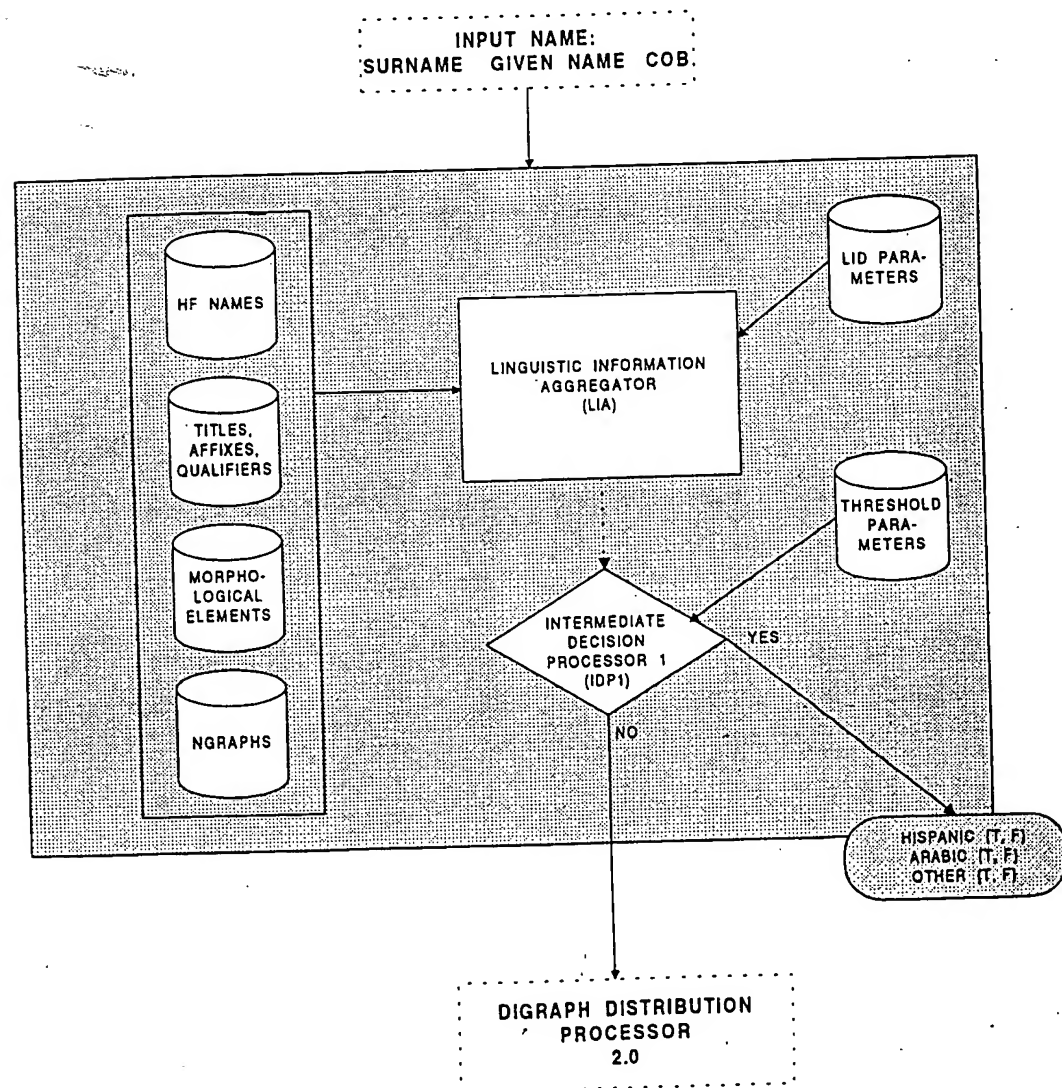 INPUT NAME:
SURNAME GIVEN NAME COB
HF NAMES
TITLES,
AFFIXES,
QUALIFIERS
MORPHO-
LOGICAL
ELEMENTS
NGRAPHS
LINGUISTIC INFORMATION
AGGREGATOR
(LIA)
LID PARA-
METERS
THRESHOLD
PARA-
METERS
INTERMEDIATE
DECISION
PROCESSOR 1
(IDP1)
YES
NO
HISPANIC (T, F)
ARABIC (T, F)
OTHER (T, F)
DIGRAPH DISTRIBUTION
PROCESSOR
2.0